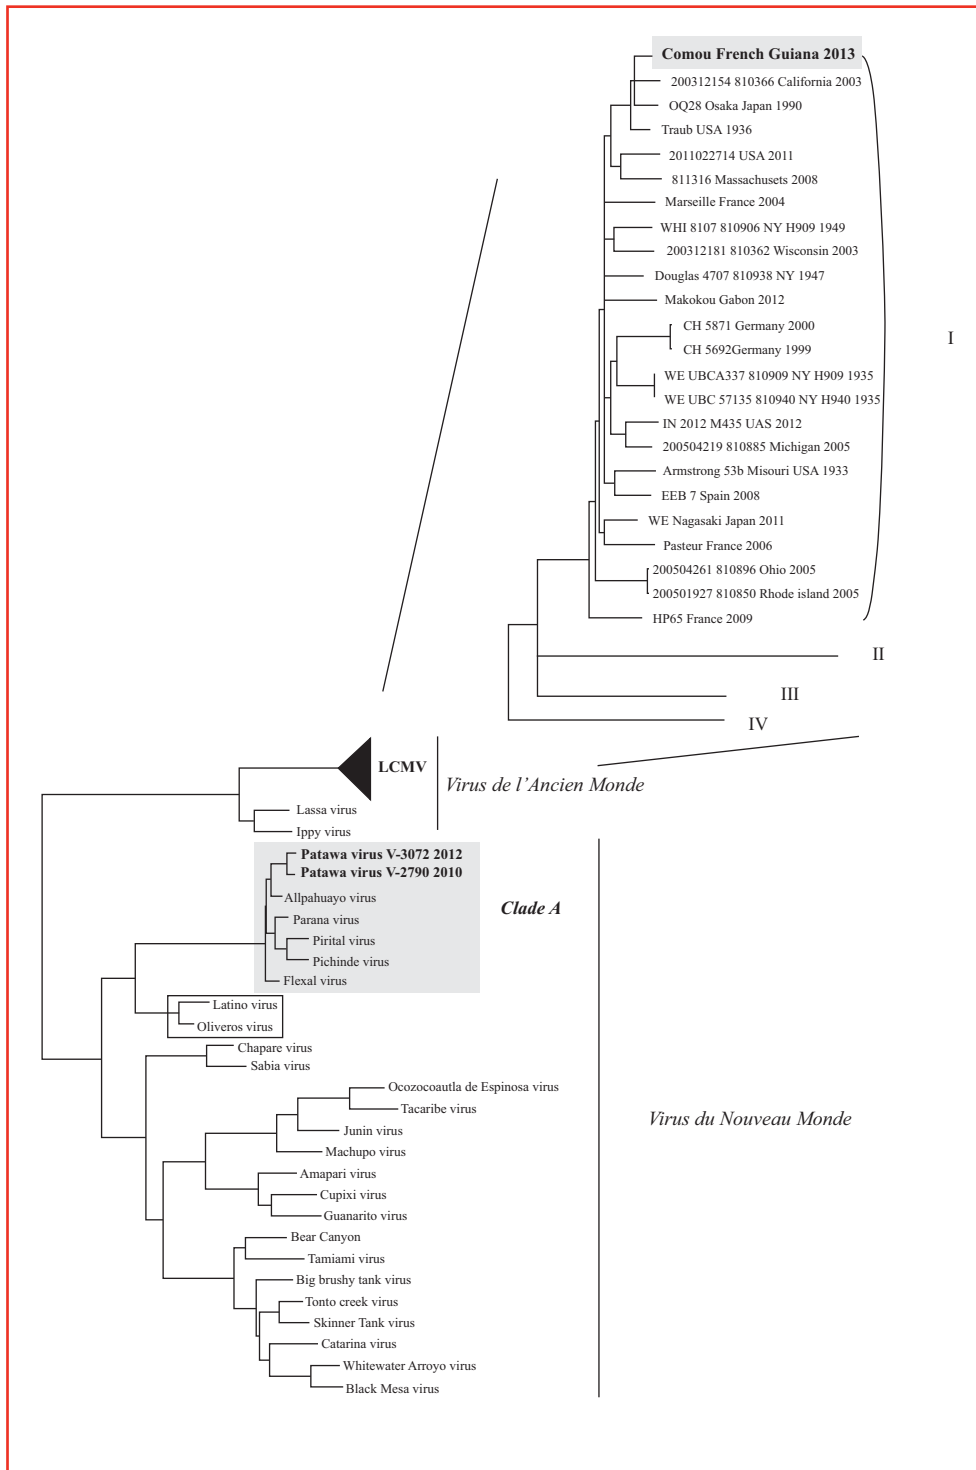 Comou French Guiana 2013
200312154 810366 California 2003
OQ28 Osaka Japan 1990
Traub USA 1936
2011022714 USA 2011
811316 Massachusets 2008
Marseille France 2004
WHI 8107 810906 NY H909 1949
200312181 810362 Wisconsin 2003
Douglas 4707 810938 NY 1947
Makokou Gabon 2012
CH 5871 Germany 2000
I
CH 5692Germany 1999
WE UBCA337 810909 NY H909 1935
WE UBC 57135 810940 NY H940 1935
IN 2012 M435 UAS 2012
200504219 810885 Michigan 2005
Armstrong 53b Misouri USA 1933
EEB 7 Spain 2008
WE Nagasaki Japan 2011
Pasteur France 2006
200504261 810896 Ohio 2005
200501927 810850 Rhode island 2005
HP65 France 2009
II
III
IV
LCMV
Virus de l'Ancien Monde
Lassa virus
Ippy virus
Patawa virus V-3072 2012
Patawa virus V-2790 2010
Allpahuayo virus
Clade A
Parana virus
Pirital virus
Pichinde virus
Flexal virus
Latino virus
Oliveros virus
Chapare virus
Sabia virus
Ocozocoautla de Espinosa virus
Tacaribe virus
Virus du Nouveau Monde
Junin virus
Machupo virus
Amapari virus
Cupixi virus
Guanarito virus
Bear Canyon
Tamiami virus
Big brushy tank virus
Tonto creek virus
Skinner Tank virus
Catarina virus
Whitewater Arroyo virus
Black Mesa virus